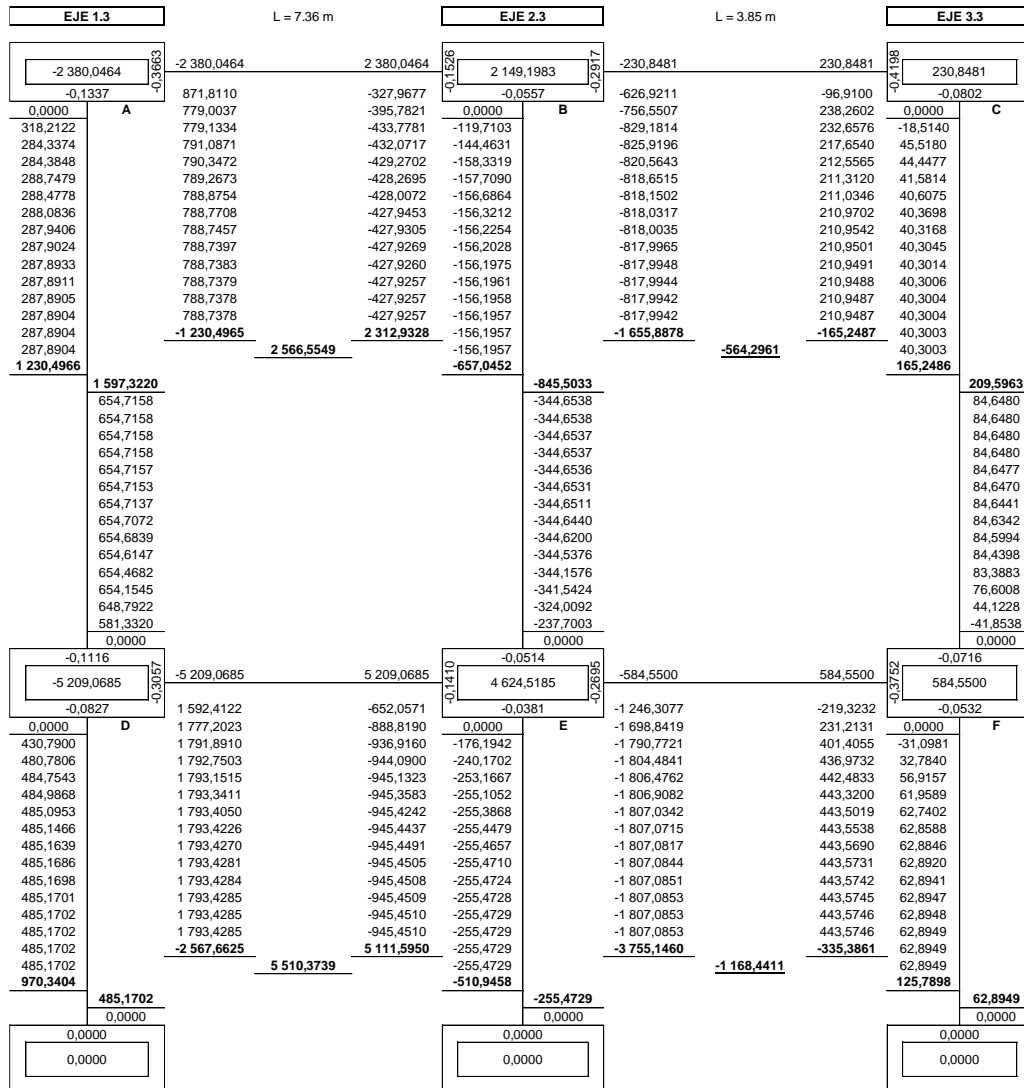 EJE 1.3 L = 7.36 m EJE 2.3 L = 3.85 m EJE 3.3
-2 380,0464 -0,3663 -2 380,0464 2 380,0464 -0,1526 2 149,1983 -0,2917 -230,8481 230,8481 -0,4198 230,8481
-0,1337 871,8110 -327,9677 -0,0557 -626,9211 -96,9100 -0,0802
0,0000 A 779,0037 -395,7821 0,0000 B -756,5507 238,2602 0,0000 C
318,2122 779,1334 -433,7781 -119,7103 -829,1814 232,6576 -18,5140
284,3374 791,0871 -432,0717 -144,4631 -825,9196 217,6540 45,5180
284,3848 790,3472 -429,2702 -158,3319 -820,5643 212,5565 44,4477
288,7479 789,2673 -428,2695 -157,7090 -818,6515 211,3120 41,5814
288,4778 788,8754 -428,0072 -156,6864 -818,1502 211,0346 40,6075
288,0836 788,7708 -427,9453 -156,3212 -818,0317 210,9702 40,3698
287,9406 788,7457 -427,9305 -156,2254 -818,0035 210,9542 40,3168
287,9024 788,7397 -427,9269 -156,2028 -817,9965 210,9501 40,3045
287,8933 788,7383 -427,9260 -156,1975 -817,9948 210,9491 40,3014
287,8911 788,7379 -427,9257 -156,1961 -817,9944 210,9488 40,3006
287,8905 788,7378 -427,9257 -156,1958 -817,9942 210,9487 40,3004
287,8904 788,7378 -427,9257 -156,1957 -817,9942 210,9487 40,3004
287,8904 -1 230,4965 2 312,9328 -156,1957 -1 655,8878 -165,2487 40,3003
287,8904 2 566,5549 -156,1957 -564,2961 40,3003
1 230,4966 -657,0452 165,2486
1 597,3220 -845,5033 209,5963
654,7158 -344,6538 84,6480
654,7158 -344,6538 84,6480
654,7158 -344,6537 84,6480
654,7158 -344,6537 84,6480
654,7157 -344,6536 84,6477
654,7153 -344,6531 84,6470
654,7137 -344,6511 84,6441
654,7072 -344,6440 84,6342
654,6839 -344,6200 84,5994
654,6147 -344,5376 84,4398
654,4682 -344,1576 83,3883
654,1545 -341,5424 76,6008
648,7922 -324,0092 44,1228
581,3320 -237,7003 -41,8538
0,0000 0,0000 0,0000
-0,1116 -0,0514 -0,0716
-5 209,0685 -0,3057 -5 209,0685 5 209,0685 -0,1410 4 624,5185 -0,2695 -584,5500 584,5500 -0,3752 584,5500
-0,0827 1 592,4122 -652,0571 -0,0381 -1 246,3077 -219,3232 -0,0532
0,0000 D 1 777,2023 -888,8190 0,0000 E -1 698,8419 231,2131 0,0000 F
430,7900 1 791,8910 -936,9160 -176,1942 -1 790,7721 401,4055 -31,0981
480,7806 1 792,7503 -944,0900 -240,1702 -1 804,4841 436,9732 32,7840
484,7543 1 793,1515 -945,1323 -253,1667 -1 806,4762 442,4833 56,9157
484,9868 1 793,3411 -945,3583 -255,1052 -1 806,9082 443,3200 61,9589
485,0953 1 793,4050 -945,4242 -255,3868 -1 807,0342 443,5019 62,7402
485,1466 1 793,4226 -945,4437 -255,4479 -1 807,0715 443,5538 62,8588
485,1639 1 793,4270 -945,4491 -255,4657 -1 807,0817 443,5690 62,8846
485,1686 1 793,4281 -945,4505 -255,4710 -1 807,0844 443,5731 62,8920
485,1698 1 793,4284 -945,4508 -255,4724 -1 807,0851 443,5742 62,8941
485,1701 1 793,4285 -945,4509 -255,4728 -1 807,0853 443,5745 62,8947
485,1702 1 793,4285 -945,4510 -255,4729 -1 807,0853 443,5746 62,8948
485,1702 1 793,4285 -945,4510 -255,4729 -1 807,0853 443,5746 62,8949
485,1702 -2 567,6625 5 111,5950 -255,4729 -3 755,1460 -335,3861 62,8949
485,1702 5 510,3739 -255,4729 -1 168,4411 62,8949
970,3404 -510,9458 125,7898
485,1702 -255,4729 62,8949
0,0000 0,0000 0,0000
0,0000 0,0000 0,0000
0,0000 0,0000 0,0000